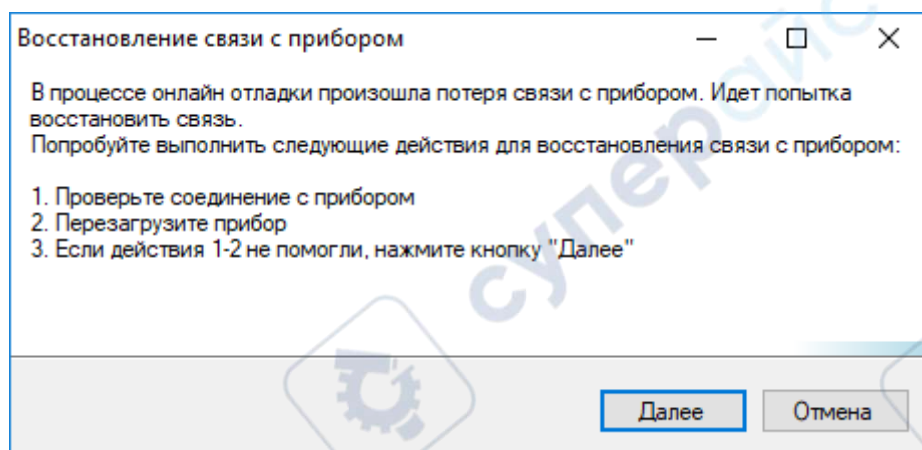 Восстановление связи с прибором
В процессе онлайн отладки произошла потеря связи с прибором. Идет попытка
восстановить связь.
Попробуйте выполнить следующие действия для восстановления связи с прибором:
1. Проверьте соединение с прибором
2. Перезагрузите прибор
3. Если действия 1-2 не помогли, нажмите кнопку "Далее"
суперайс
Далее
Отмена